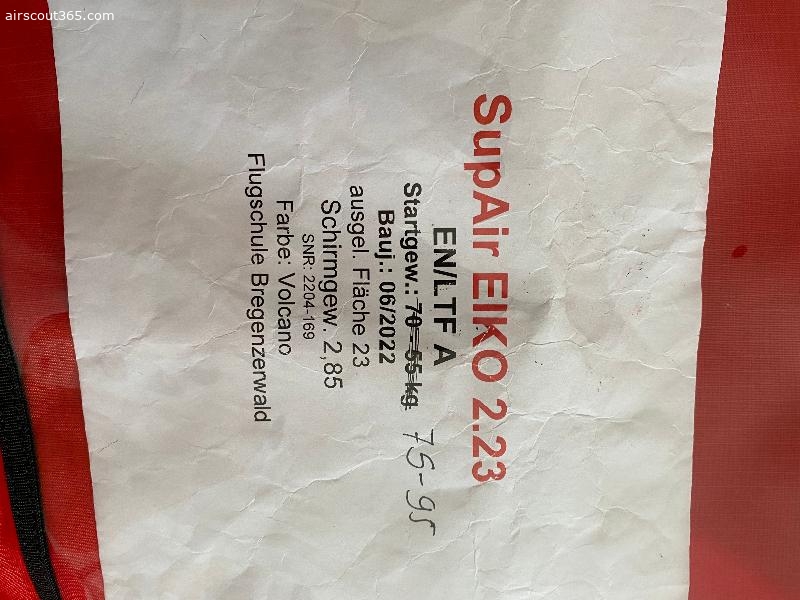 airscout365.com
SupAir EIKO 2.23
EN/LTF A
Startgew.: 70 - 55 kg 75-95
Bauj.: 06/2022
ausgel. Fläche 23
Schirmgew. 2,85
SNR: 2204-169
Farbe: Volcano
Flugschule Bregenzerwald